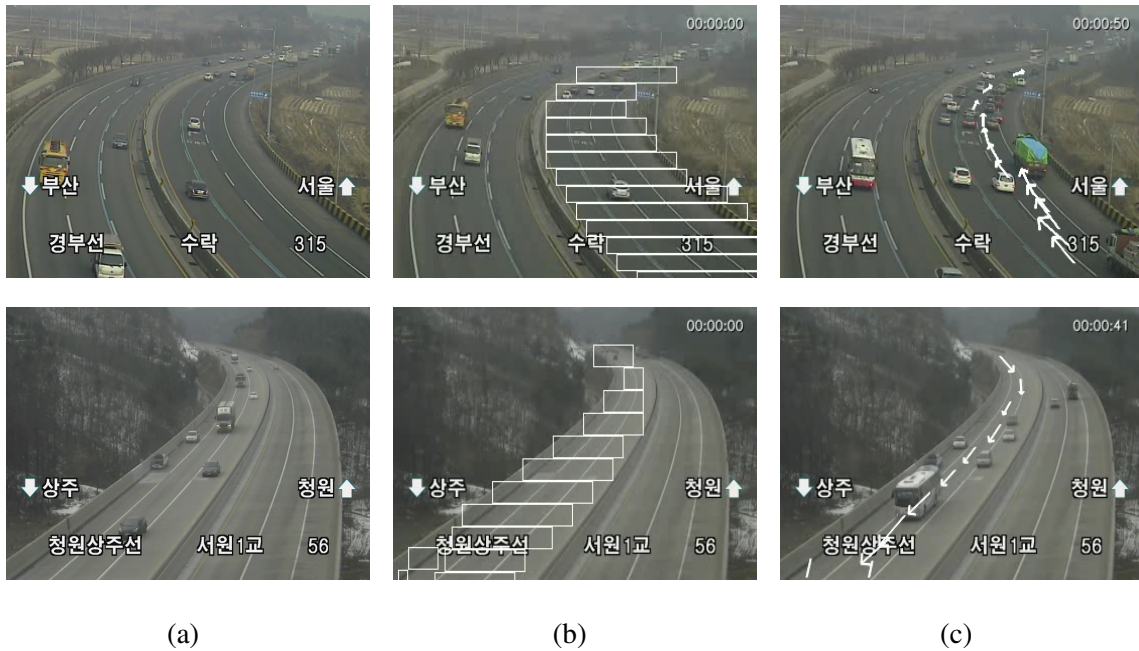 부산 서울
경부선 수락 315
00:00:00
부산 서울
경부선 수락 315
00:00:50
부산 서울
경부선 수락 315
상주 청원
청원상주선 서원1교 56
00:00:00
상주 청원
청원상주선 서원1교 56
00:00:41
상주 청원
청원상주선 서원1교 56
(a) (b) (c)